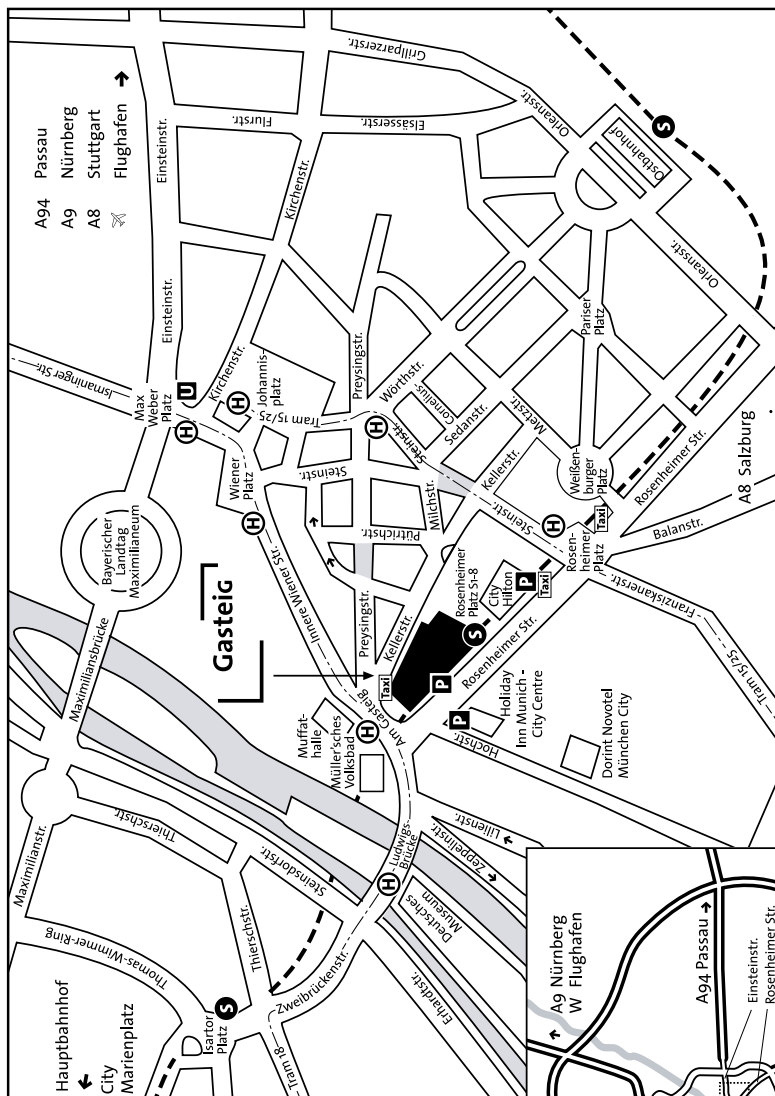 A94 Passau
A9 Nürnberg
A8 Stuttgart
Flughafen →
Einsteinstr.
Einsteinstr.
Flurstr.
Grillparzerstr.
Elsässerstr.
Orleansstr.
Ostbahnhof
S
Orleansstr.
Kirchenstr.
Kirchenstr.
Ismaninger Str.
Max
Weber
Platz
U
H
H
Johannis-
platz
Tram 15/25
Preysingstr.
Wörthstr.
Cornelius-
Sedanstr.
Metzstr.
Pariser
Platz
H
Steinstr.
Kellerstr.
Weißen-
burger
Platz
Rosenheimer Str.
A8 Salzburg
Bayerischer
Landtag
Maximilianeum
Wiener
Platz
H
Steinstr.
Milchstr.
Pütrichstr.
Steinstr.
H
Taxi
Rosen-
heimer
Platz
Balanstr.
Maximiliansbrücke
Gasteig
Innere Wiener Str.
Preysingstr.
Kellerstr.
Rosenheimer
Platz S1-8
S
City
Hilton
P
Taxi
Franziskanerstr.
Tram 15/25
Taxi
P
Rosenheimer Str.
Am Gasteig
H
Muffat-
halle
Müller'sches
Volksbad
P
Hochstr.
Holiday
Inn Munich -
City Centre
Dorint Novotel
München City
Maximilianstr.
Thierschstr.
Steinsdorfstr.
Ludwigs-
Brücke
H
Zeppelinstr. →
Lilienstr. →
Deutsches
Museum
Thomas-Wimmer-Ring
Thierschstr.
Zweibrückenstr.
Erhardtstr.
Hauptbahnhof
←
City
Marienplatz
Isartor
Platz
S
Tram 18
A9 Nürnberg
W Flughafen
A94 Passau →
Einsteinstr.
Rosenheimer Str.